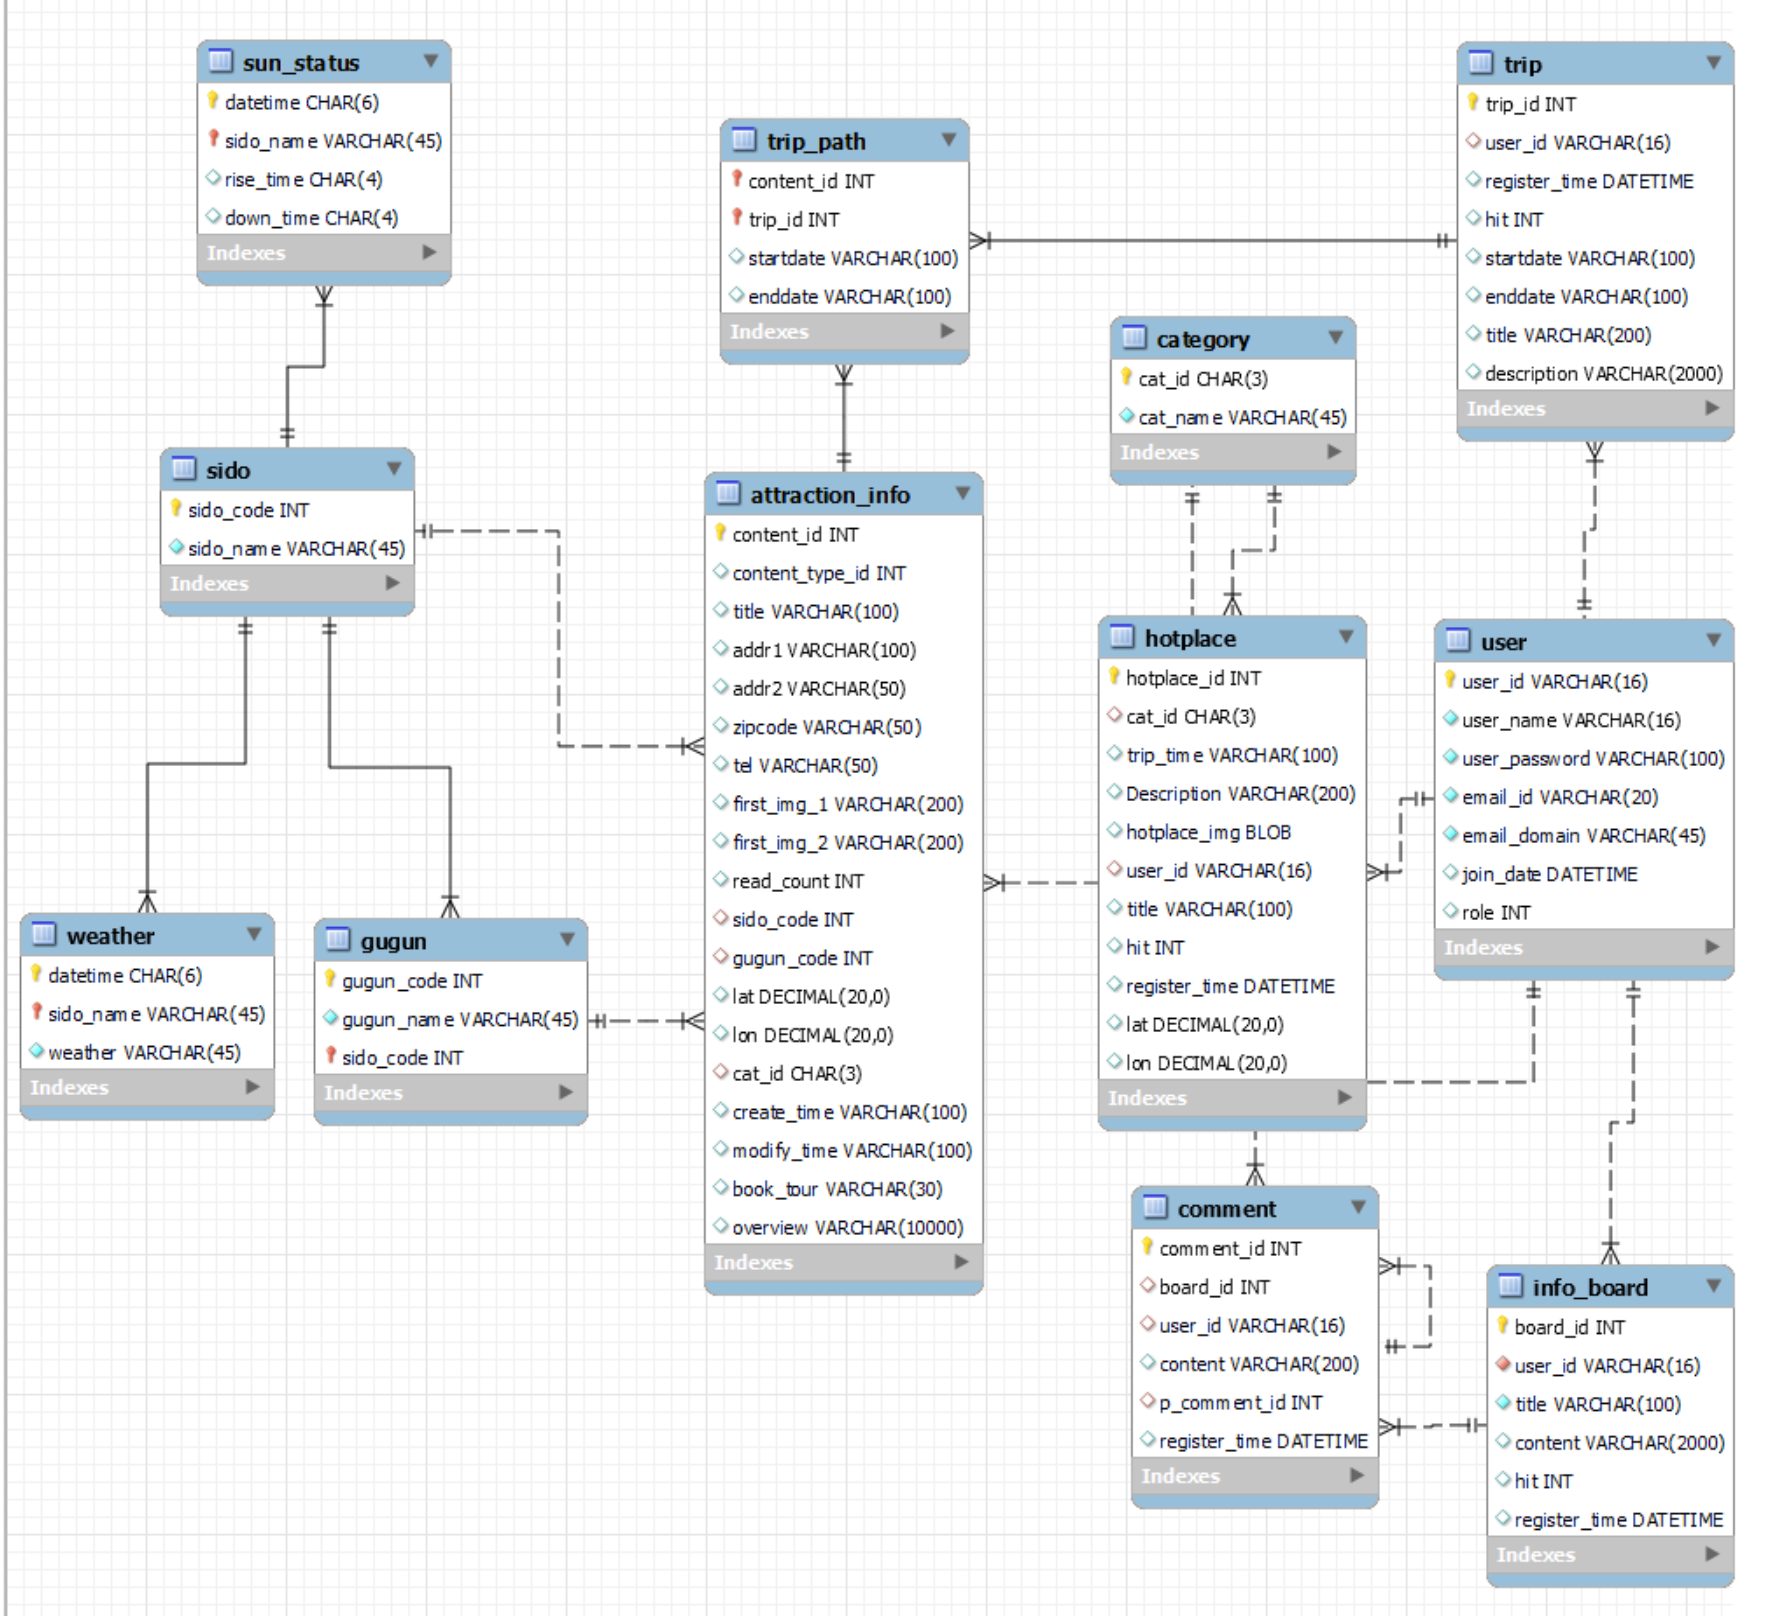 sun_status
datetime CHAR(6)
sido_name VARCHAR(45)
rise_time CHAR(4)
down_time CHAR(4)
Indexes
trip_path
content_id INT
trip_id INT
startdate VARCHAR(100)
enddate VARCHAR(100)
Indexes
trip
trip_id INT
user_id VARCHAR(16)
register_time DATETIME
hit INT
startdate VARCHAR(100)
enddate VARCHAR(100)
title VARCHAR(200)
description VARCHAR(2000)
Indexes
category
cat_id CHAR(3)
cat_name VARCHAR(45)
Indexes
sido
sido_code INT
sido_name VARCHAR(45)
Indexes
attraction_info
content_id INT
content_type_id INT
title VARCHAR(100)
addr1 VARCHAR(100)
addr2 VARCHAR(50)
zipcode VARCHAR(50)
tel VARCHAR(50)
first_img_1 VARCHAR(200)
first_img_2 VARCHAR(200)
read_count INT
sido_code INT
gugun_code INT
lat DECIMAL(20,0)
lon DECIMAL(20,0)
cat_id CHAR(3)
create_time VARCHAR(100)
modify_time VARCHAR(100)
book_tour VARCHAR(30)
overview VARCHAR(10000)
Indexes
hotplace
hotplace_id INT
cat_id CHAR(3)
trip_time VARCHAR(100)
Description VARCHAR(200)
hotplace_img BLOB
user_id VARCHAR(16)
title VARCHAR(100)
hit INT
register_time DATETIME
lat DECIMAL(20,0)
lon DECIMAL(20,0)
Indexes
user
user_id VARCHAR(16)
user_name VARCHAR(16)
user_password VARCHAR(100)
email_id VARCHAR(20)
email_domain VARCHAR(45)
join_date DATETIME
role INT
Indexes
weather
datetime CHAR(6)
sido_name VARCHAR(45)
weather VARCHAR(45)
Indexes
gugun
gugun_code INT
gugun_name VARCHAR(45)
sido_code INT
Indexes
comment
comment_id INT
board_id INT
user_id VARCHAR(16)
content VARCHAR(200)
p_comment_id INT
register_time DATETIME
Indexes
info_board
board_id INT
user_id VARCHAR(16)
title VARCHAR(100)
content VARCHAR(2000)
hit INT
register_time DATETIME
Indexes